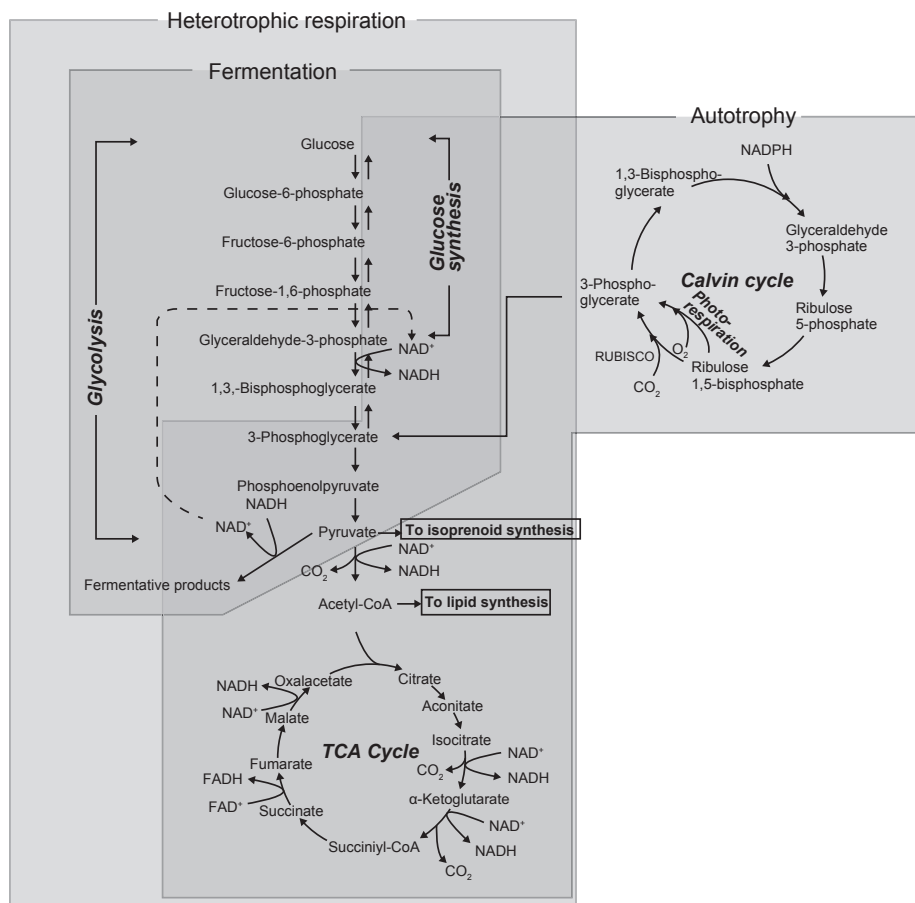 Heterotrophic respiration
Fermentation
Autotrophy
Glucose
Glucose-6-phosphate
Fructose-6-phosphate
Fructose-1,6-phosphate
Glyceraldehyde-3-phosphate
NAD+
NADH
1,3,-Bisphosphoglycerate
3-Phosphoglycerate
Phosphoenolpyruvate
NADH
NAD+
Pyruvate
To isoprenoid synthesis
Fermentative products
CO2
NAD+
NADH
Acetyl-CoA
To lipid synthesis
Glycolysis
Glucose
synthesis
NADPH
1,3-Bisphospho-
glycerate
Glyceraldehyde
3-phosphate
Calvin cycle
3-Phospho-
glycerate
Photo-
respiration
Ribulose
5-phosphate
O2
RUBISCO
CO2
Ribulose
1,5-bisphosphate
Oxalacetate
Citrate
NADH
NAD+
Malate
Aconitate
Isocitrate
TCA Cycle
NAD+
CO2
NADH
Fumarate
FADH
FAD+
Succinate
α-Ketoglutarate
NAD+
Succiniyl-CoA
NADH
CO2